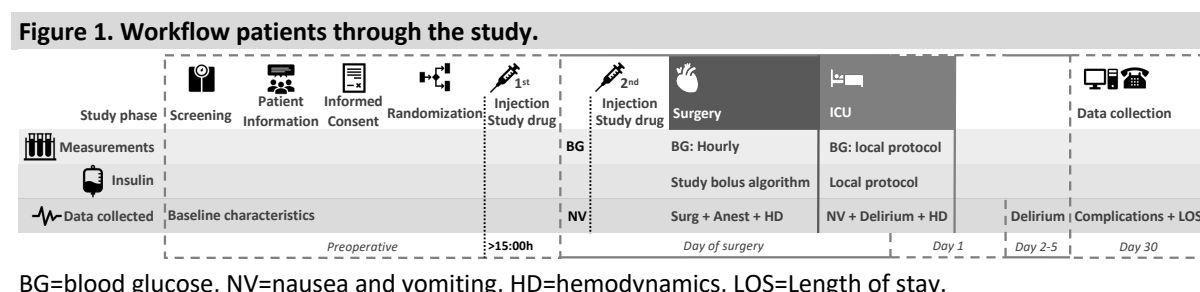 Figure 1. Workflow patients through the study.
1st
2nd
Study phase
Screening
Patient
Information
Informed
Consent
Randomization
Injection
Study drug
Injection
Study drug
Surgery
ICU
Data collection
Measurements
BG
BG: Hourly
BG: local protocol
Insulin
Study bolus algorithm
Local protocol
Data collected
Baseline characteristics
NV
Surg + Anest + HD
NV + Delirium + HD
Delirium
Complications + LOS
Preoperative
>15:00h
Day of surgery
Day 1
Day 2-5
Day 30
BG=blood glucose. NV=nausea and vomiting. HD=hemodynamics. LOS=Length of stay.